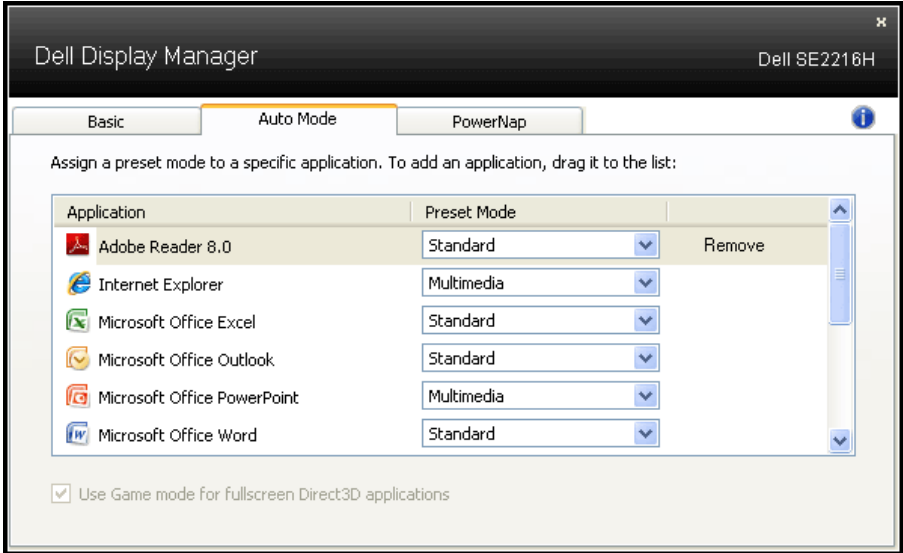 Dell Display Manager
Dell SE2216H
Basic
Auto Mode
PowerNap
Assign a preset mode to a specific application. To add an application, drag it to the list:
Application Preset Mode
Adobe Reader 8.0 Standard Remove
Internet Explorer Multimedia
Microsoft Office Excel Standard
Microsoft Office Outlook Standard
Microsoft Office PowerPoint Multimedia
Microsoft Office Word Standard
Use Game mode for fullscreen Direct3D applications